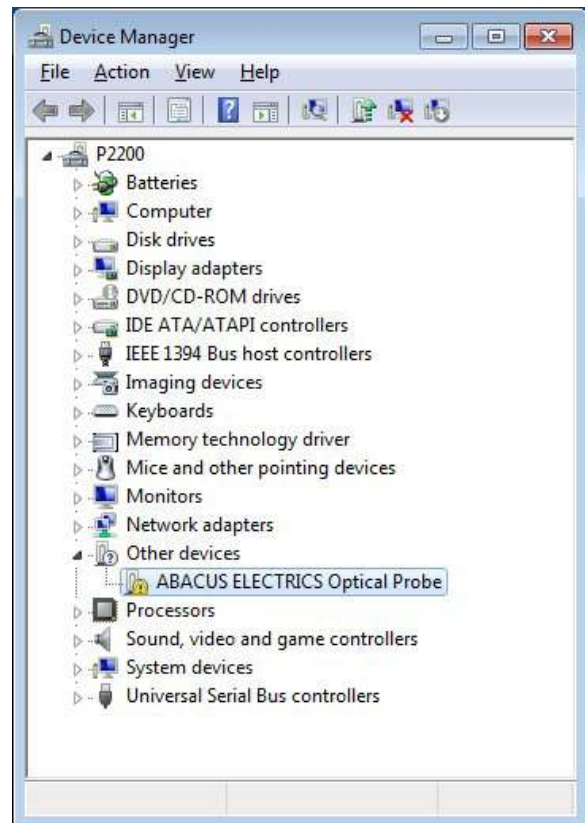 Device Manager
File Action View Help
P2200
Batteries
Computer
Disk drives
Display adapters
DVD/CD-ROM drives
IDE ATA/ATAPI controllers
IEEE 1394 Bus host controllers
Imaging devices
Keyboards
Memory technology driver
Mice and other pointing devices
Monitors
Network adapters
Other devices
ABACUS ELECTRICS Optical Probe
Processors
Sound, video and game controllers
System devices
Universal Serial Bus controllers